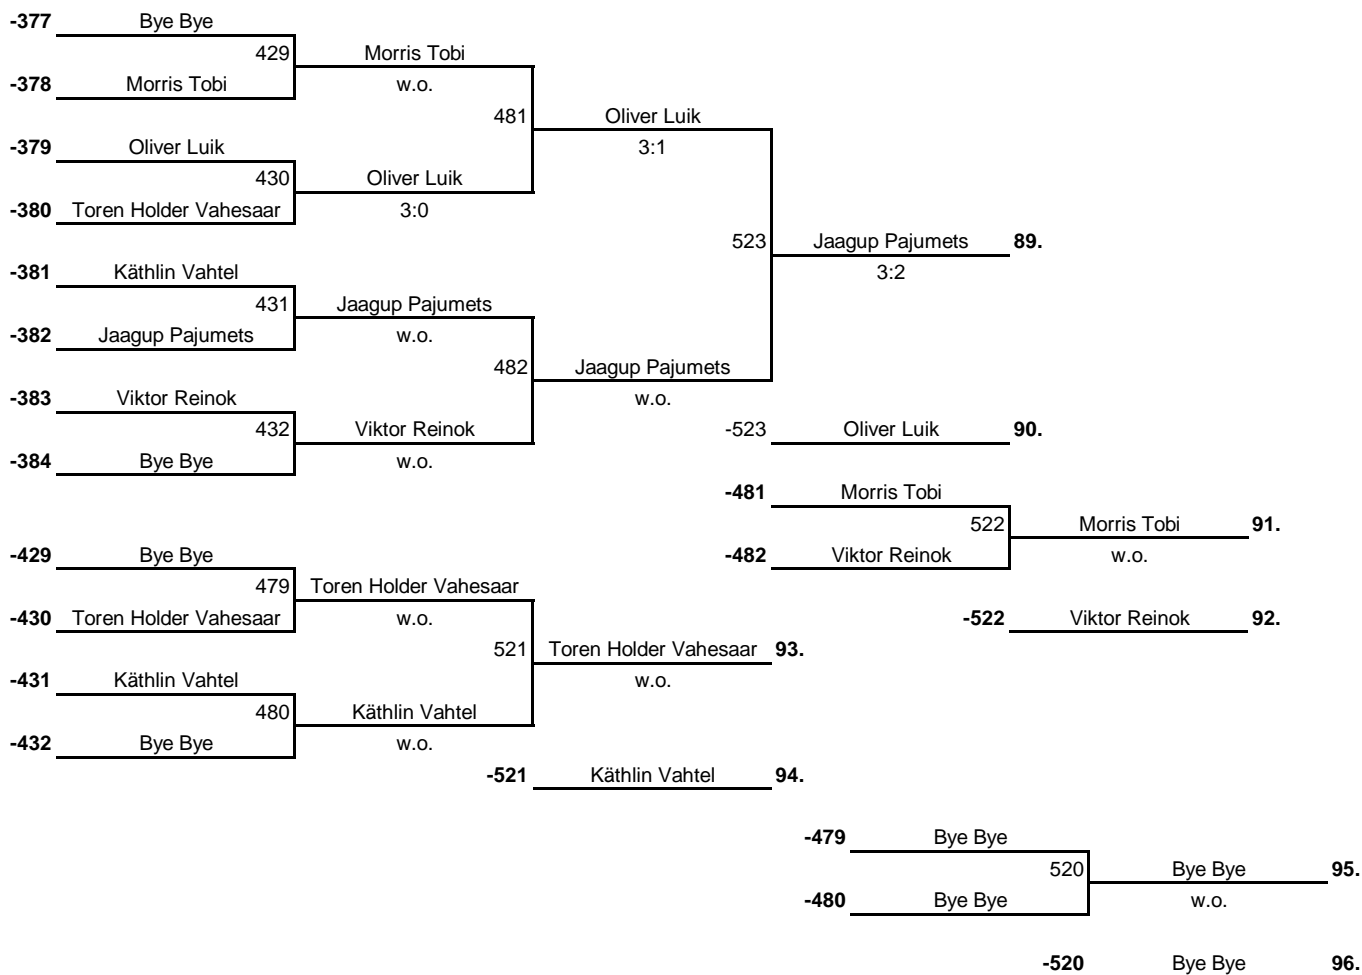 -377 Bye Bye
429 Morris Tobi
-378 Morris Tobi w.o.
481 Oliver Luik
-379 Oliver Luik 3:1
430 Oliver Luik
-380 Toren Holder Vahesaar 3:0
523 Jaagup Pajumets 89.
-381 Käthlin Vahtel 3:2
431 Jaagup Pajumets
-382 Jaagup Pajumets w.o.
482 Jaagup Pajumets
-383 Viktor Reinok w.o.
432 Viktor Reinok -523 Oliver Luik 90.
-384 Bye Bye w.o.
-481 Morris Tobi
522 Morris Tobi 91.
-429 Bye Bye -482 Viktor Reinok w.o.
479 Toren Holder Vahesaar
-430 Toren Holder Vahesaar w.o. -522 Viktor Reinok 92.
521 Toren Holder Vahesaar 93.
-431 Käthlin Vahtel w.o.
480 Käthlin Vahtel
-432 Bye Bye w.o.
-521 Käthlin Vahtel 94.
-479 Bye Bye
520 Bye Bye 95.
-480 Bye Bye w.o.
-520 Bye Bye 96.